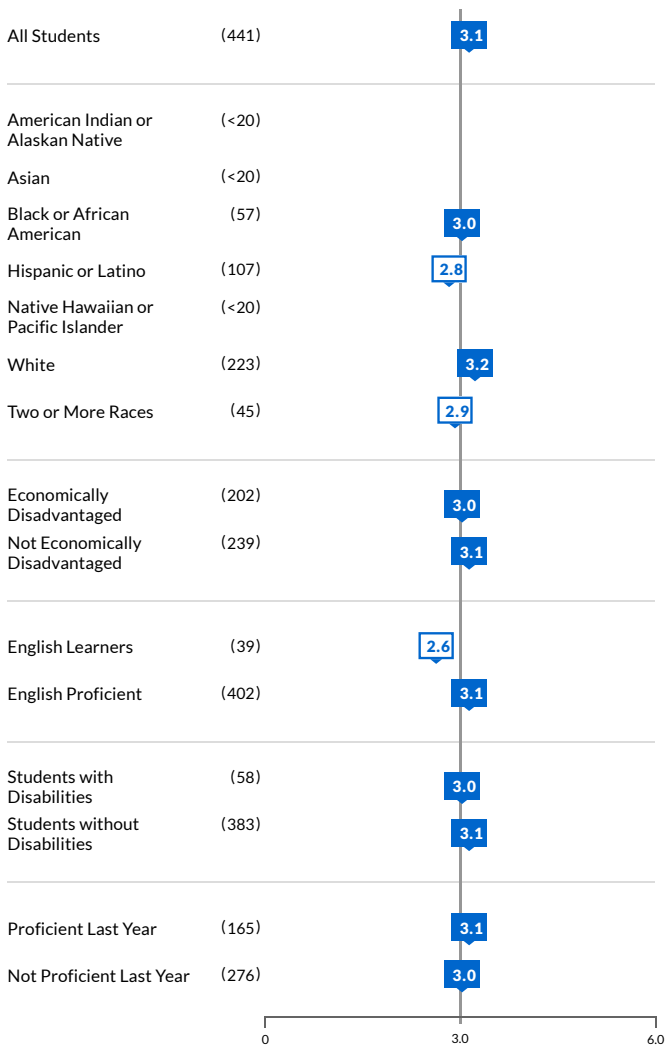 All Students (441) 3.1
American Indian or (<20)
Alaskan Native
Asian (<20)
Black or African (57) 3.0
American
Hispanic or Latino (107) 2.8
Native Hawaiian or (<20)
Pacific Islander
White (223) 3.2
Two or More Races (45) 2.9
Economically (202) 3.0
Disadvantaged
Not Economically (239) 3.1
Disadvantaged
English Learners (39) 2.6
English Proficient (402) 3.1
Students with (58) 3.0
Disabilities
Students without (383) 3.1
Disabilities
Proficient Last Year (165) 3.1
Not Proficient Last Year (276) 3.0
0 3.0 6.0